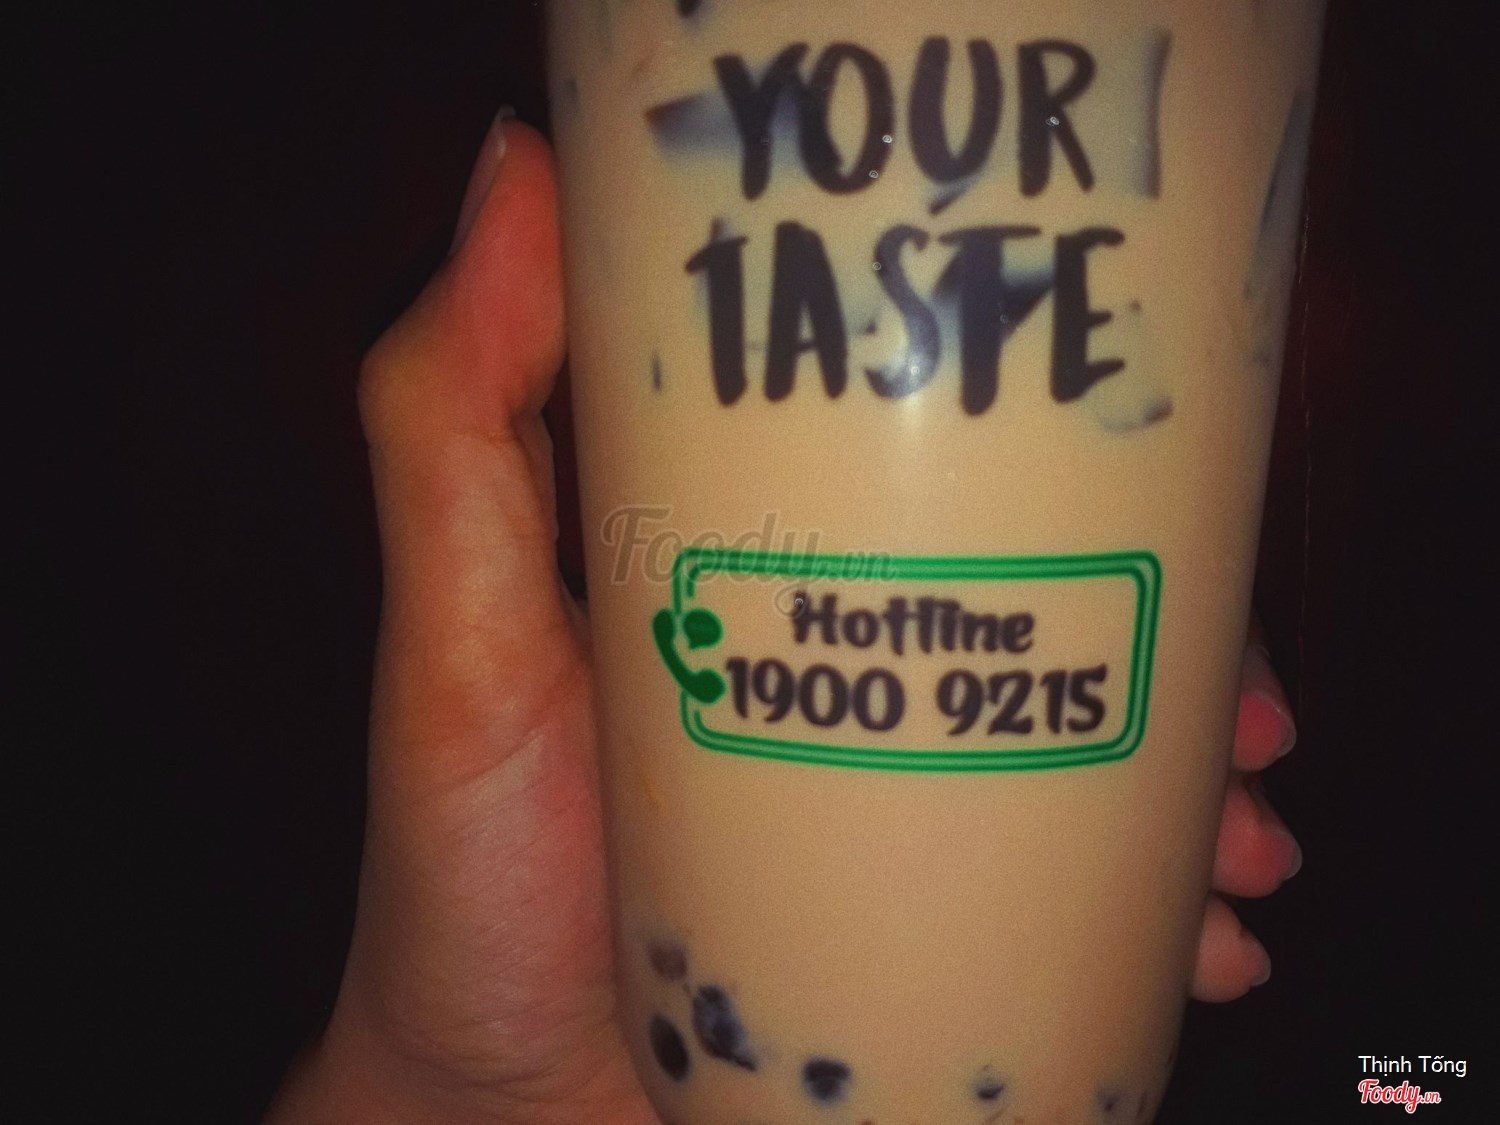 YOUR
TASTE
Foody.vn
Hotline
1900 9215
Thịnh Tống
Foody.vn